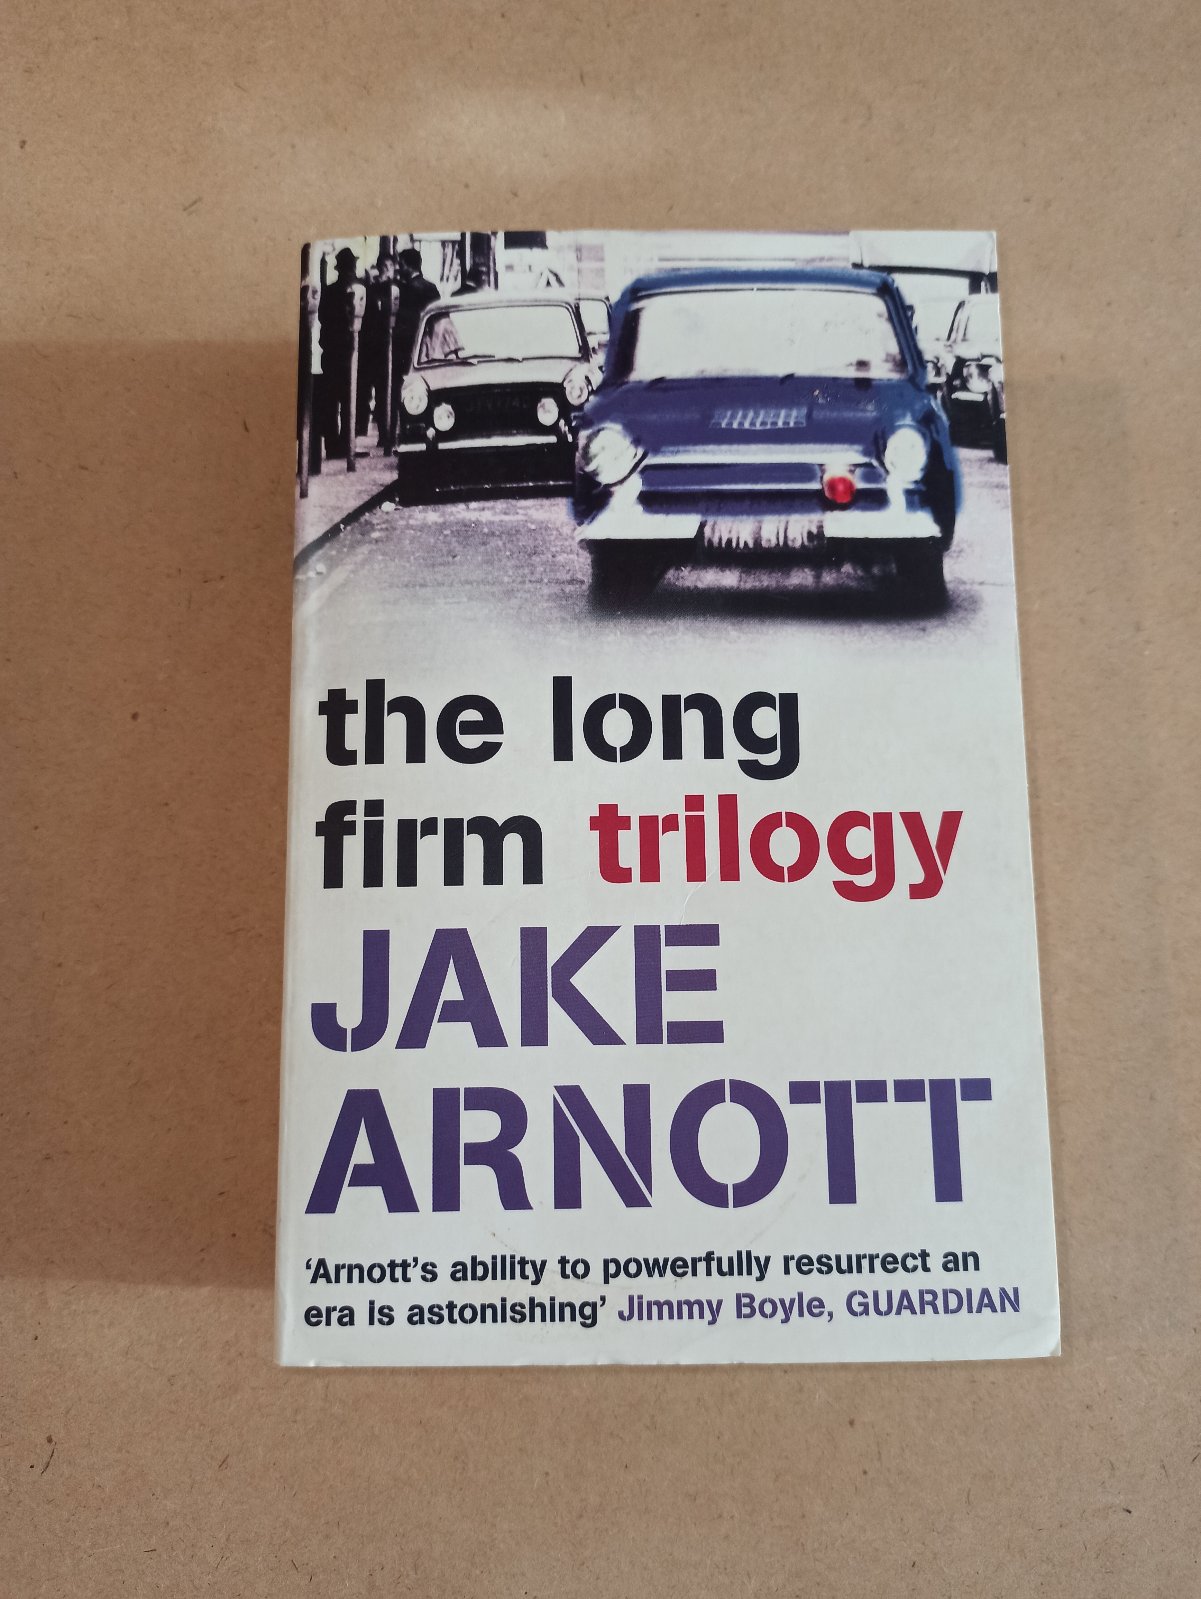 the long
firm trilogy
JAKE
ARNOTT
‘Arnott’s ability to powerfully resurrect an
era is astonishing’ Jimmy Boyle, GUARDIAN